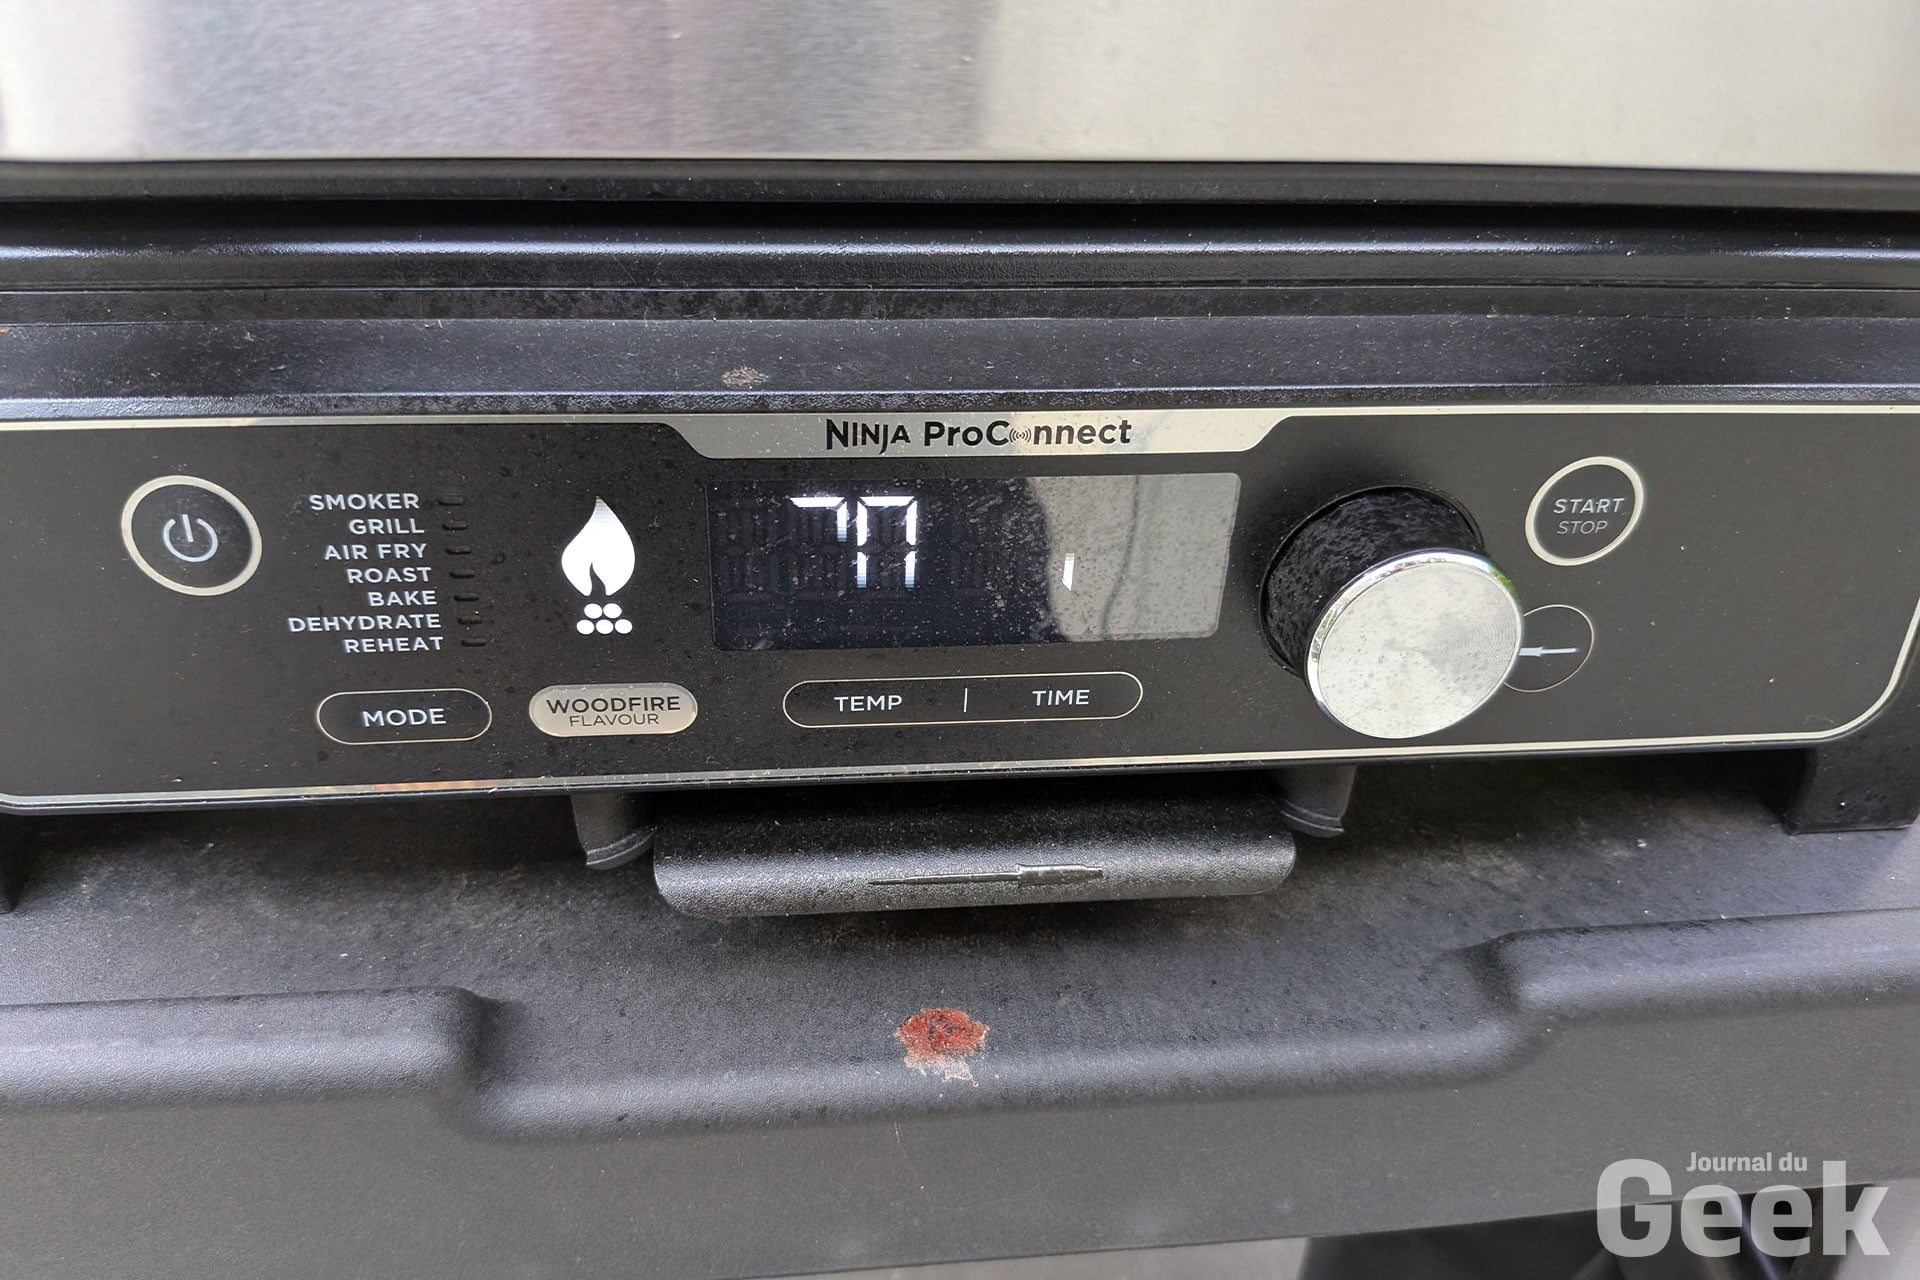 NINJA ProConnect
SMOKER
GRILL
AIR FRY
ROAST
BAKE
DEHYDRATE
REHEAT
START
STOP
MODE
WOODFIRE
FLAVOUR
TEMP | TIME
Journal du
Geek